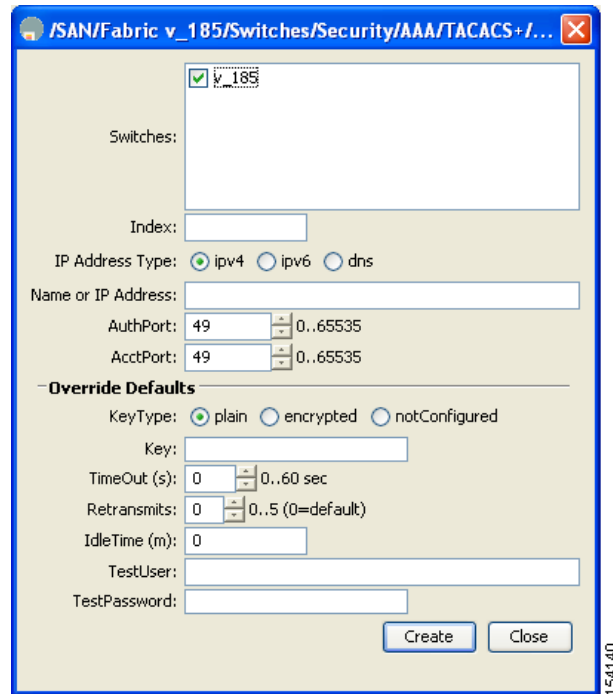 /SAN/Fabric v_185/Switches/Security/AAA/TACACS+/...
v_185
Switches:
Index:
IP Address Type: ipv4 ipv6 dns
Name or IP Address:
AuthPort: 49 0..65535
AcctPort: 49 0..65535
Override Defaults
KeyType: plain encrypted notConfigured
Key:
TimeOut (s): 0 0..60 sec
Retransmits: 0 0..5 (0=default)
IdleTime (m): 0
TestUser:
TestPassword:
Create Close
154140